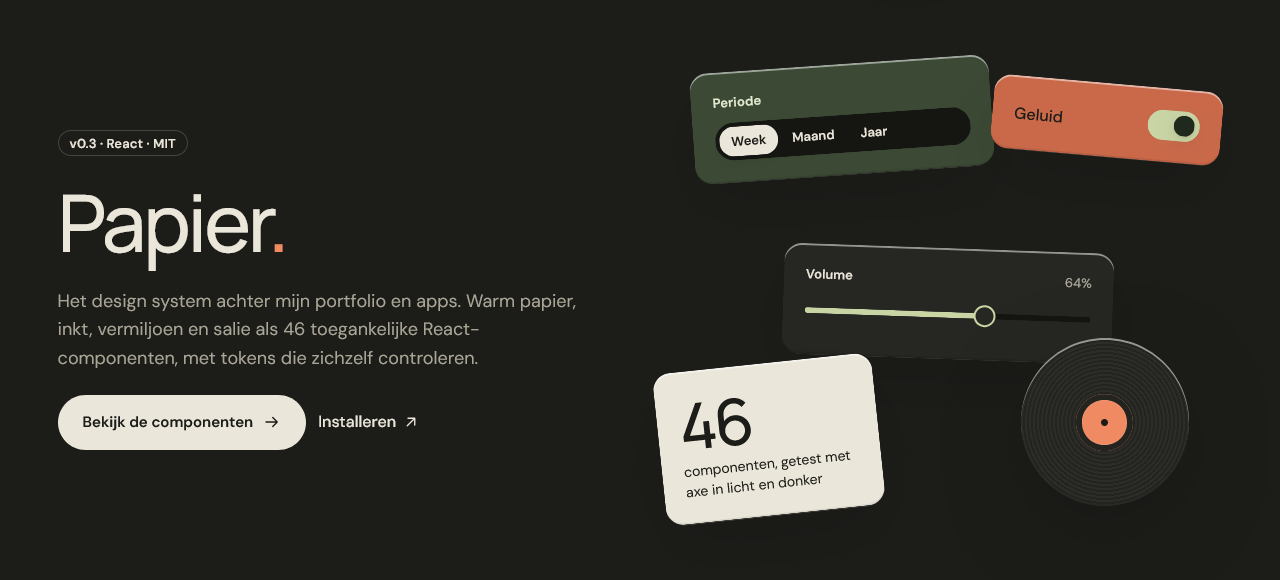 v0.3 · React · MIT
Papier.
Het design system achter mijn portfolio en apps. Warm papier,
inkt, vermiljoen en salie als 46 toegankelijke React-
componenten, met tokens die zichzelf controleren.
Bekijk de componenten →
Installeren ↗
Periode
Week Maand Jaar
Geluid
Volume 64%
46
componenten, getest met
axe in licht en donker